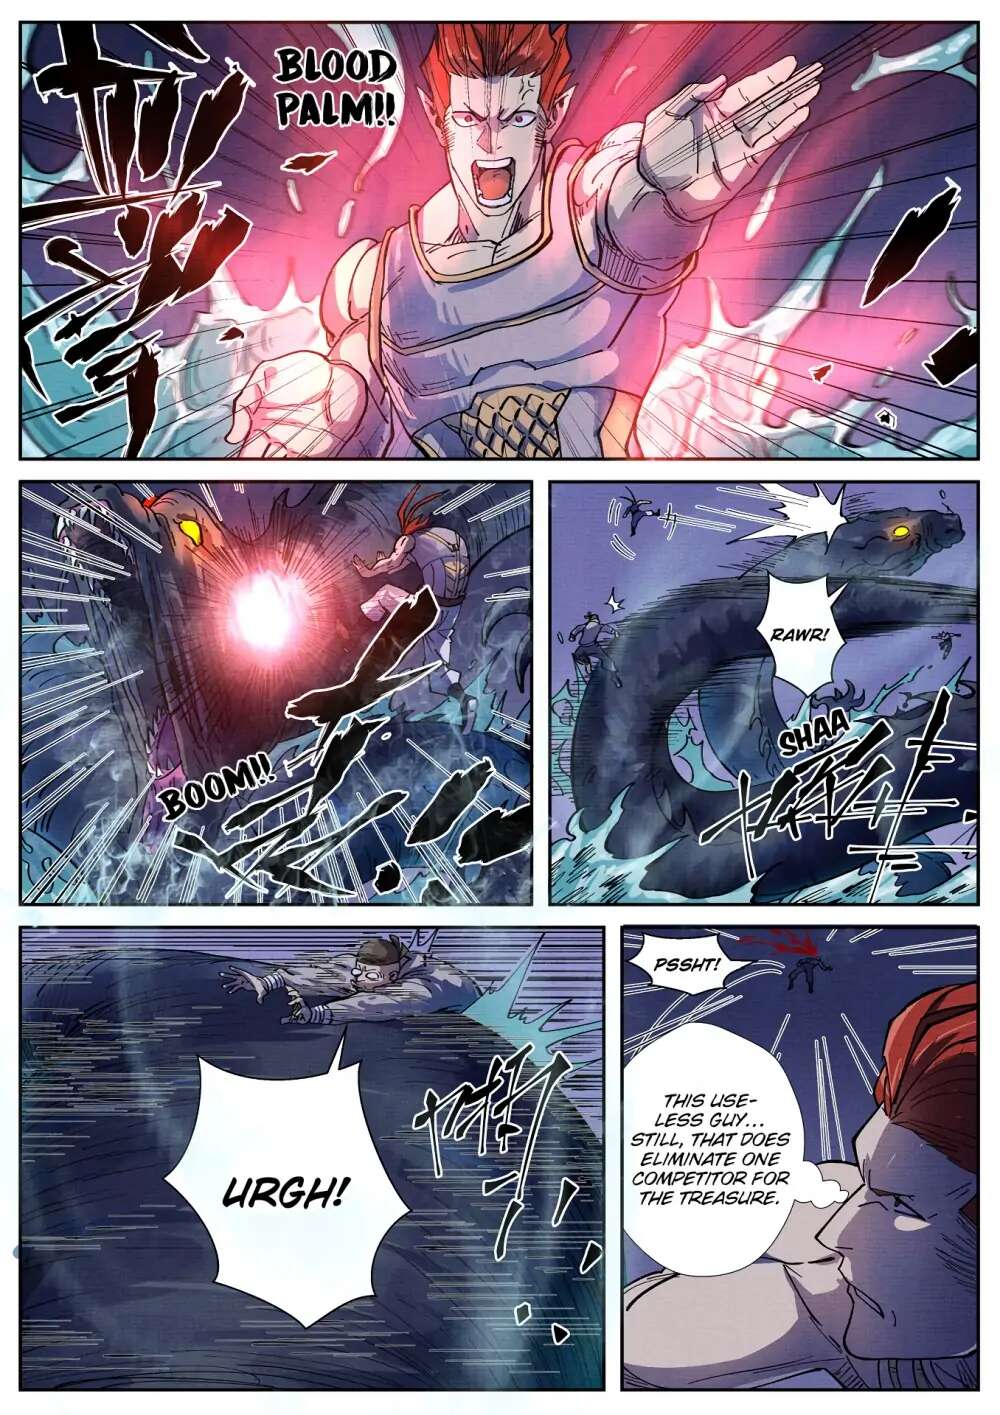 BLOOD
PALM!!
BOOM!!
RAWR!
SHAA
URGH!
PSSHT!
THIS USE-
LESS GUY...
STILL, THAT DOES
ELIMINATE ONE
COMPETITOR FOR
THE TREASURE.